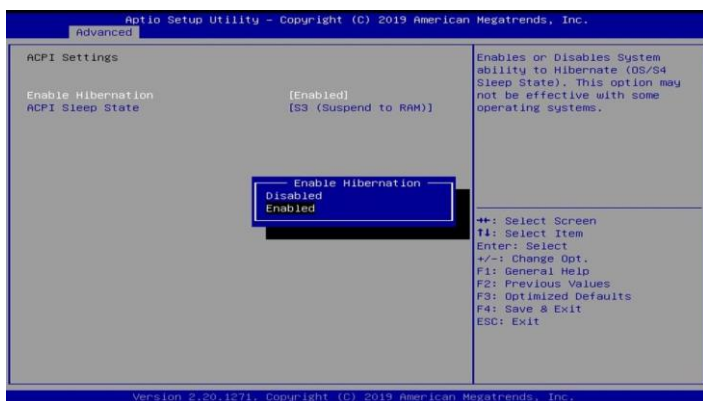 Aptio Setup Utility – Copyright (C) 2019 American Megatrends, Inc.
Advanced
ACPI Settings
Enable Hibernation [Enabled]
ACPI Sleep State [S3 (Suspend to RAM)]
Enables or Disables System
ability to Hibernate (OS/S4
Sleep State). This option may
not be effective with some
operating systems.
Enable Hibernation
Disabled
Enabled
→←: Select Screen
↑↓: Select Item
Enter: Select
+/-: Change Opt.
F1: General Help
F2: Previous Values
F3: Optimized Defaults
F4: Save & Exit
ESC: Exit
Version 2.20.1271. Copyright (C) 2019 American Megatrends, Inc.